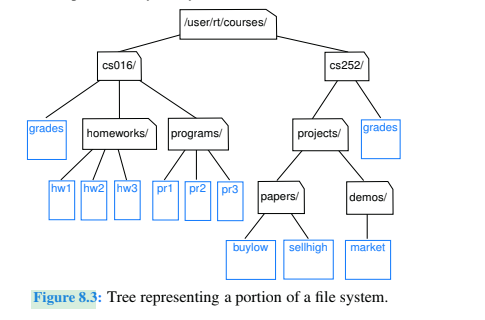 /user/rt/courses/
cs016/ cs252/
grades homeworks/ programs/ projects/ grades
hw1 hw2 hw3 pr1 pr2 pr3 papers/ demos/
buylow sellhigh market
Figure 8.3: Tree representing a portion of a file system.